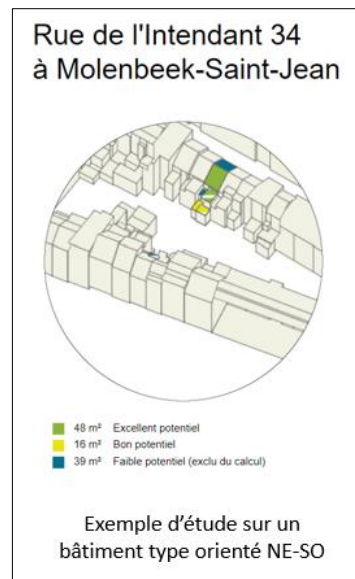 Rue de l'Intendant 34
à Molenbeek-Saint-Jean
48 m² Excellent potentiel
16 m² Bon potentiel
39 m² Faible potentiel (exclu du calcul)
Exemple d'étude sur un
bâtiment type orienté NE-SO